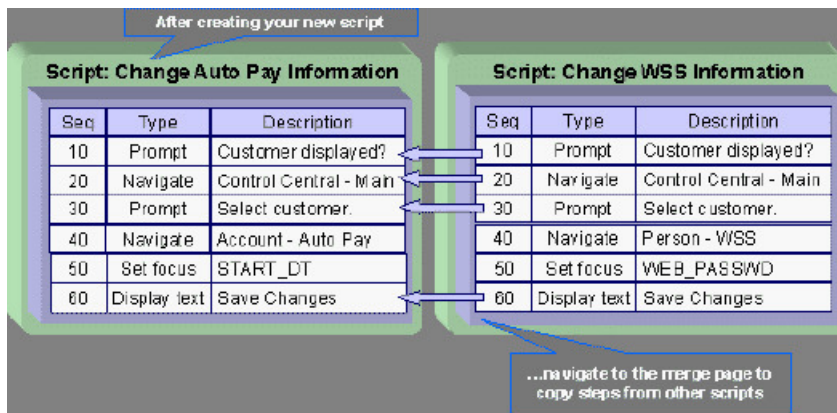 After creating your new script
Script: Change Auto Pay Information
Seq Type Description
10 Prompt Customer displayed?
20 Navigate Control Central - Main
30 Prompt Select customer.
40 Navigate Account - Auto Pay
50 Set focus START_DT
60 Display text Save Changes
Script: Change WSS Information
Seq Type Description
10 Prompt Customer displayed?
20 Navigate Control Central - Main
30 Prompt Select customer.
40 Navigate Person - WSS
50 Set focus WEB_PASSWD
60 Display text Save Changes
...navigate to the merge page to
copy steps from other scripts